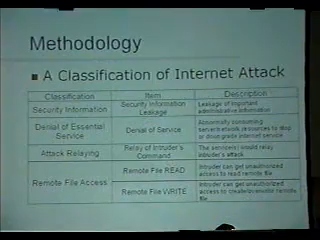 Methodology
A Classification of Internet Attack
Classification Item Description
Security Information Security Information Leakage Leakage of important administrative information
Denial of Essential Service Denial of Service Abnormally consuming server/network resources to stop or downgrade internet service
Attack Relaying Relay of Intruder's Command The server(s) would relay intruder's attack
Remote File Access Remote File READ Intruder can get unauthorized access to read remote file
Remote File WRITE Intruder can get unauthorized access to create/overwrite remote file